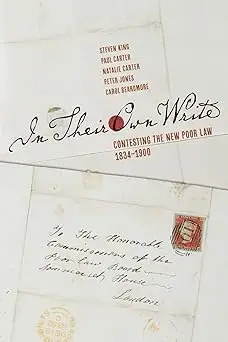 STEVEN KING
PAUL CARTER
NATALIE CARTER
PETER JONES
CAROL BEARDMORE
In Their Own Write
CONTESTING THE NEW POOR LAW
1834–1900
To The Honorable
Commissioners of the
Poor Law Board
Sommerset House
London